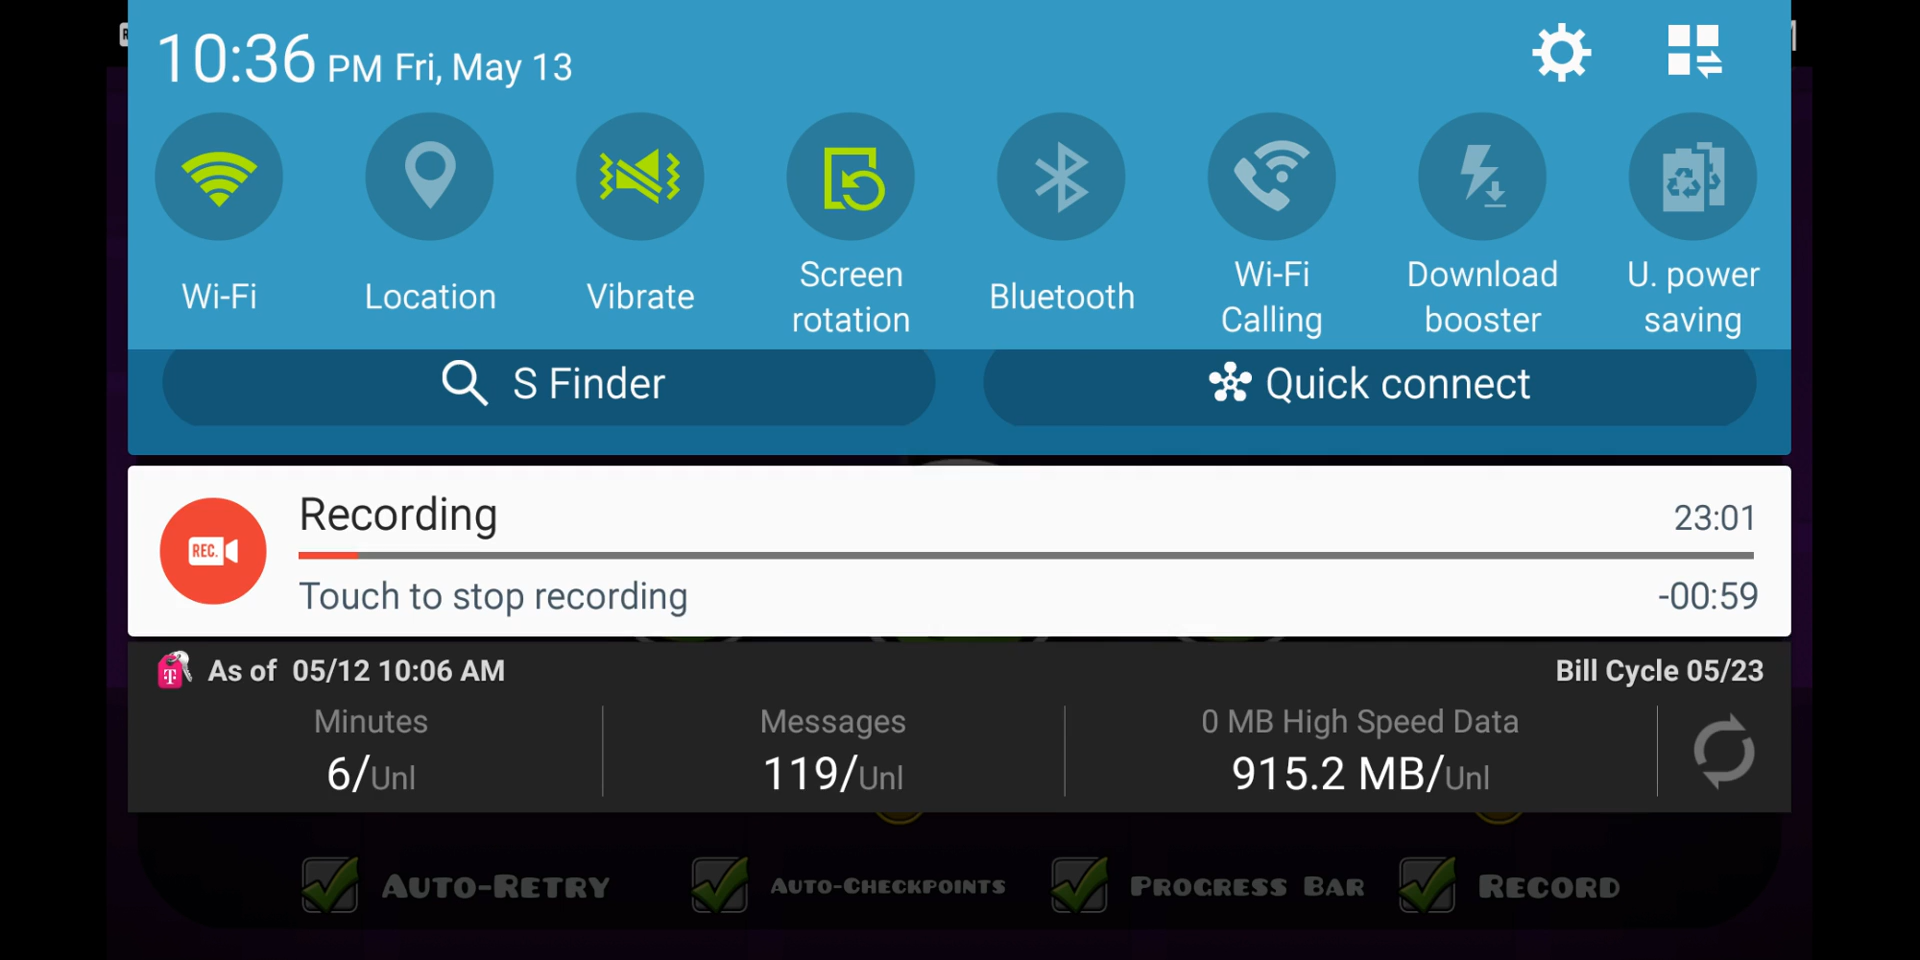 10:36 PM Fri, May 13
Wi-Fi
Location
Vibrate
Screen rotation
Bluetooth
Wi-Fi Calling
Download booster
U. power saving
S Finder
Quick connect
REC.
Recording
23:01
Touch to stop recording
-00:59
T
As of 05/12 10:06 AM
Bill Cycle 05/23
Minutes
6/Unl
Messages
119/Unl
0 MB High Speed Data
915.2 MB/Unl
Auto-Retry
Auto-Checkpoints
Progress Bar
Record